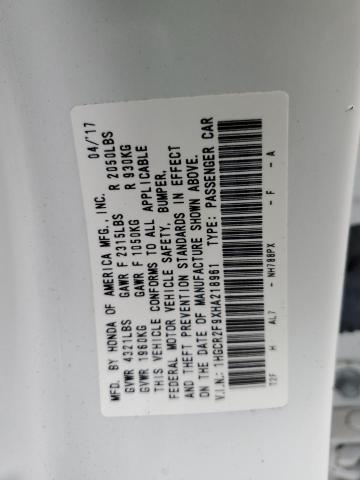 MFD. BY HONDA OF AMERICA MFG., INC. 04/'17
GVWR 4321LBS GAWR F 2315LBS R 2050LBS
GVWR 1960KG GAWR F 1050KG R 930KG
THIS VEHICLE CONFORMS TO ALL APPLICABLE
FEDERAL MOTOR VEHICLE SAFETY, BUMPER,
AND THEFT PREVENTION STANDARDS IN EFFECT
ON THE DATE OF MANUFACTURE SHOWN ABOVE.
V.I.N.: 1HGCR2F9XHA218961 TYPE: PASSENGER CAR
T2F H AL7 - NH788PX - F - A